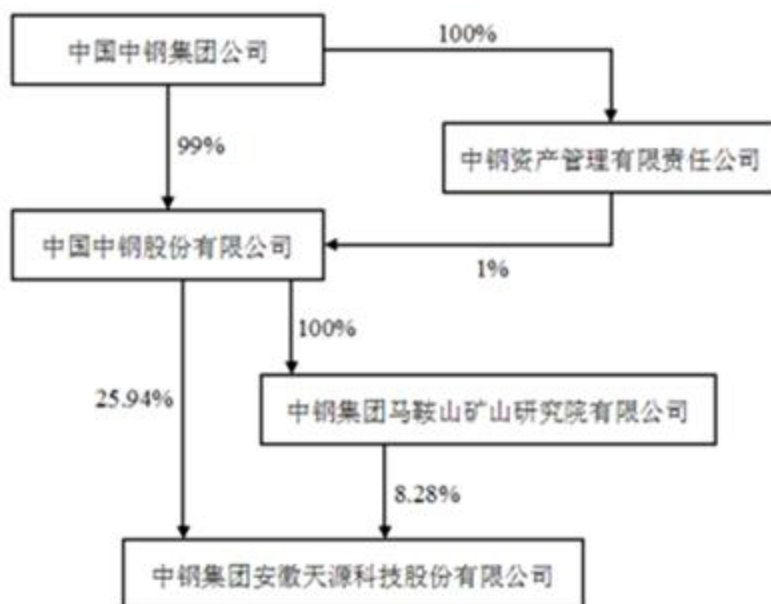 中国中钢集团公司
100%
99%
中钢资产管理有限责任公司
中国中钢股份有限公司
1%
100%
25.94%
中钢集团马鞍山矿山研究院有限公司
8.28%
中钢集团安徽天源科技股份有限公司